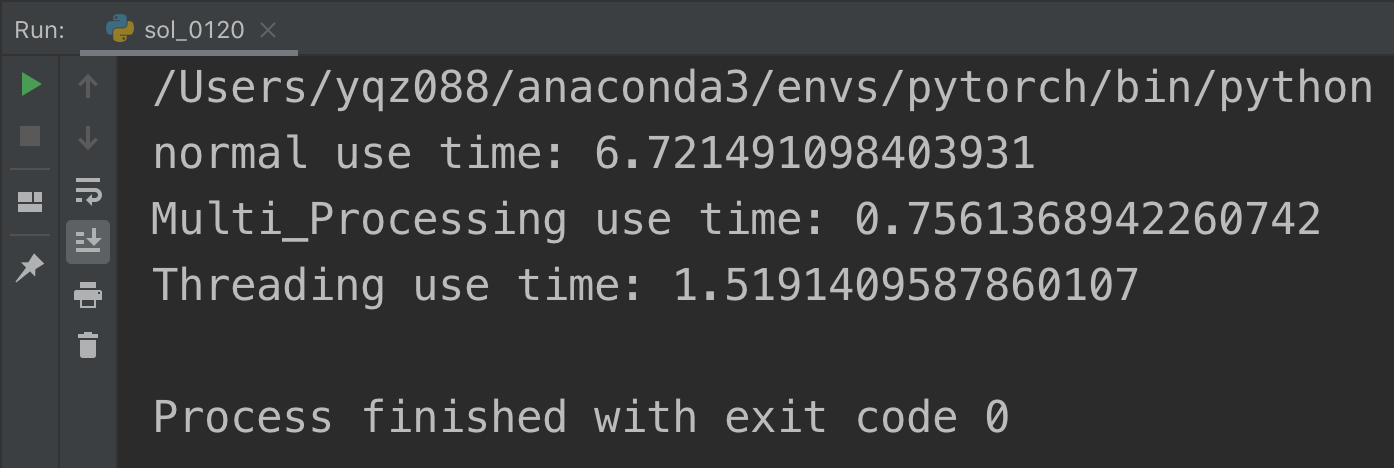 Run: sol_0120
/Users/yqz088/anaconda3/envs/pytorch/bin/python
normal use time: 6.721491098403931
Multi_Processing use time: 0.7561368942260742
Threading use time: 1.5191409587860107
Process finished with exit code 0